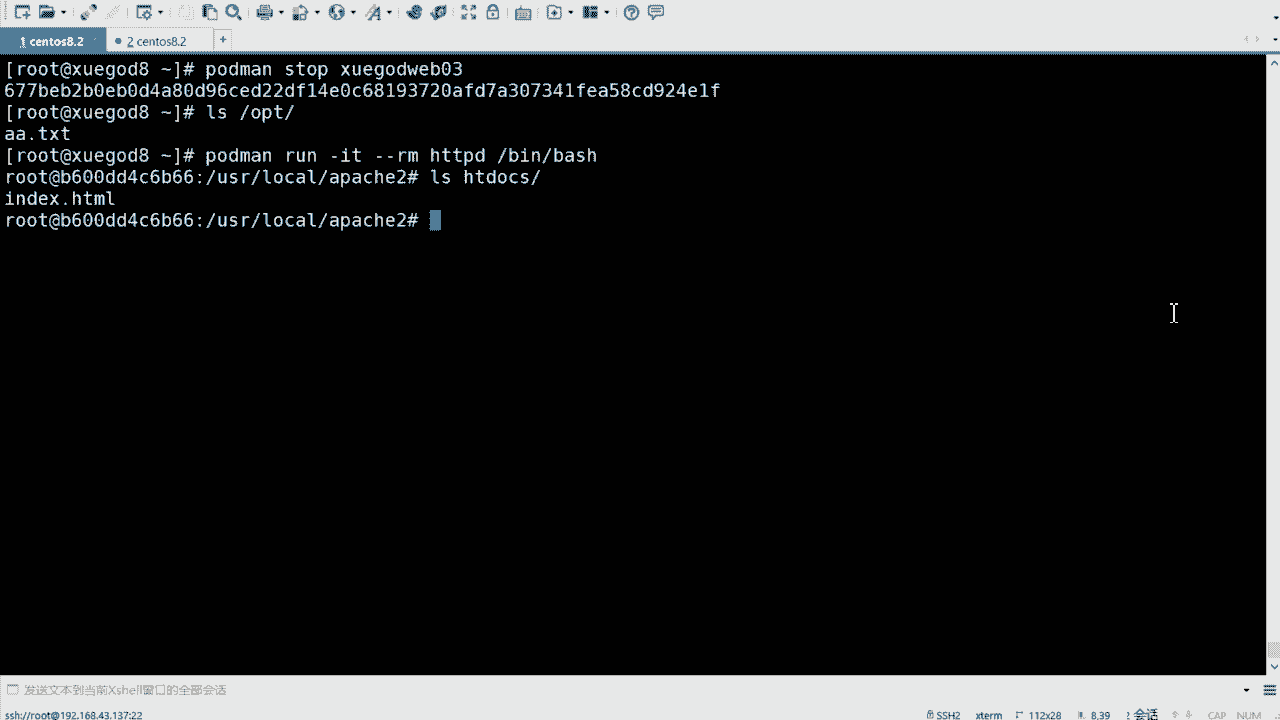 1 centos8.2
2 centos8.2
[root@xuegod8 ~]# podman stop xuegodweb03
677beb2b0eb0d4a80d96ced22df14e0c68193720afd7a307341fea58cd924e1f
[root@xuegod8 ~]# ls /opt/
aa.txt
[root@xuegod8 ~]# podman run -it --rm httpd /bin/bash
root@b600dd4c6b66:/usr/local/apache2# ls htdocs/
index.html
root@b600dd4c6b66:/usr/local/apache2#
发送文本到当前Xshell窗口的全部会话
ssh://root@192.168.43.137:22
SSH2
xterm
112x28
8,39
2 会话
CAP
NUM